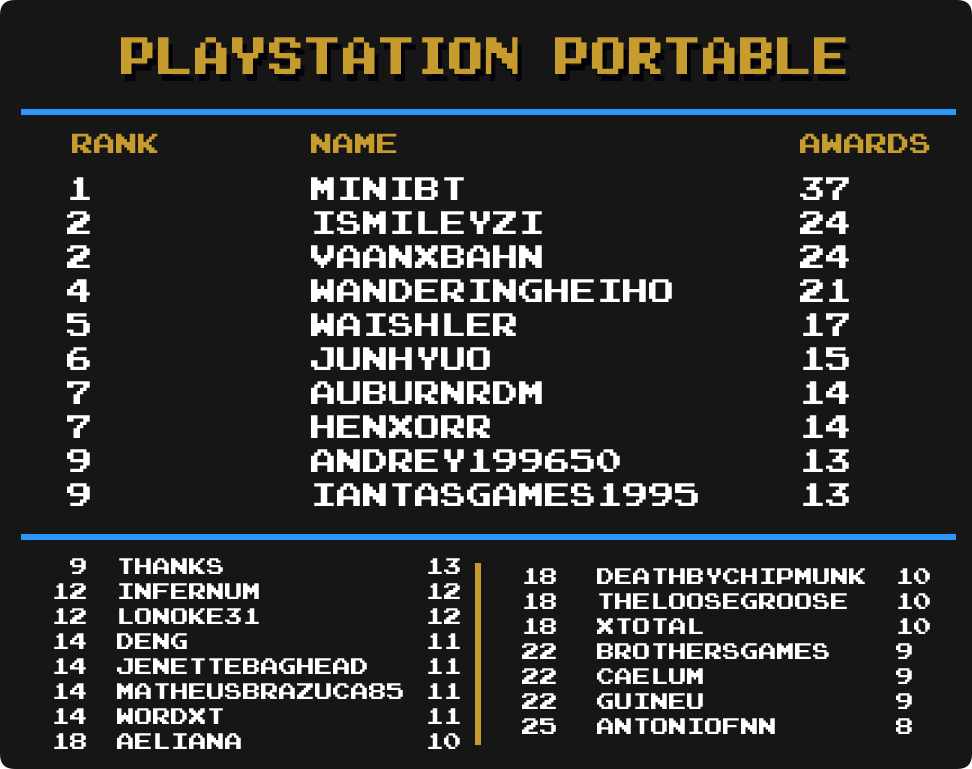 PLAYSTATION PORTABLE
RANK NAME AWARDS
1 MINIBT 37
2 ISMILEYZI 24
2 VAANXBAHN 24
4 WANDERINGHEIHO 21
5 WAISHLER 17
6 JUNHYUO 15
7 AUBURNRDM 14
7 HENXORR 14
9 ANDREY199650 13
9 IANTASGAMES1995 13
9 THANKS 13
12 INFERNUM 12
12 LONOKE31 12
14 DENG 11
14 JENETTEBAGHEAD 11
14 MATHEUSBRAZUCA85 11
14 WORDXT 11
18 AELIANA 10
18 DEATHBYCHIPMUNK 10
18 THELOOSEGROOSE 10
18 XTOTAL 10
22 BROTHERSGAMES 9
22 CAELUM 9
22 GUINEU 9
25 ANTONIOFNN 8